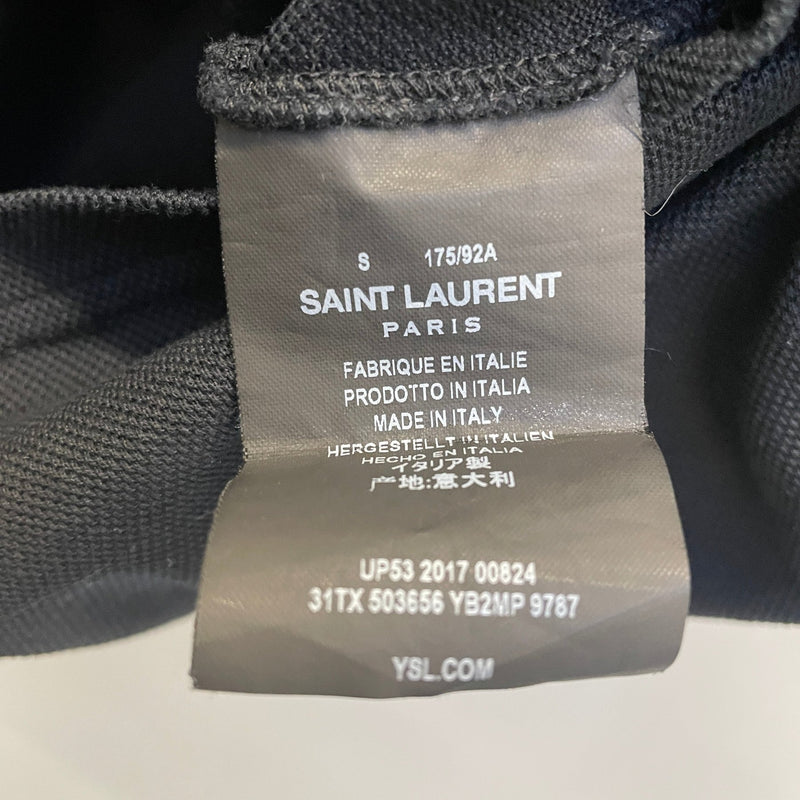 S 175/92A
SAINT LAURENT
PARIS
FABRIQUE EN ITALIE
PRODOTTO IN ITALIA
MADE IN ITALY
HERGESTELLT IN ITALIEN
HECHO EN ITALIA
イタリア製
产地:意大利
UP53 2017 00824
31TX 503656 YB2MP 9787
YSL.COM